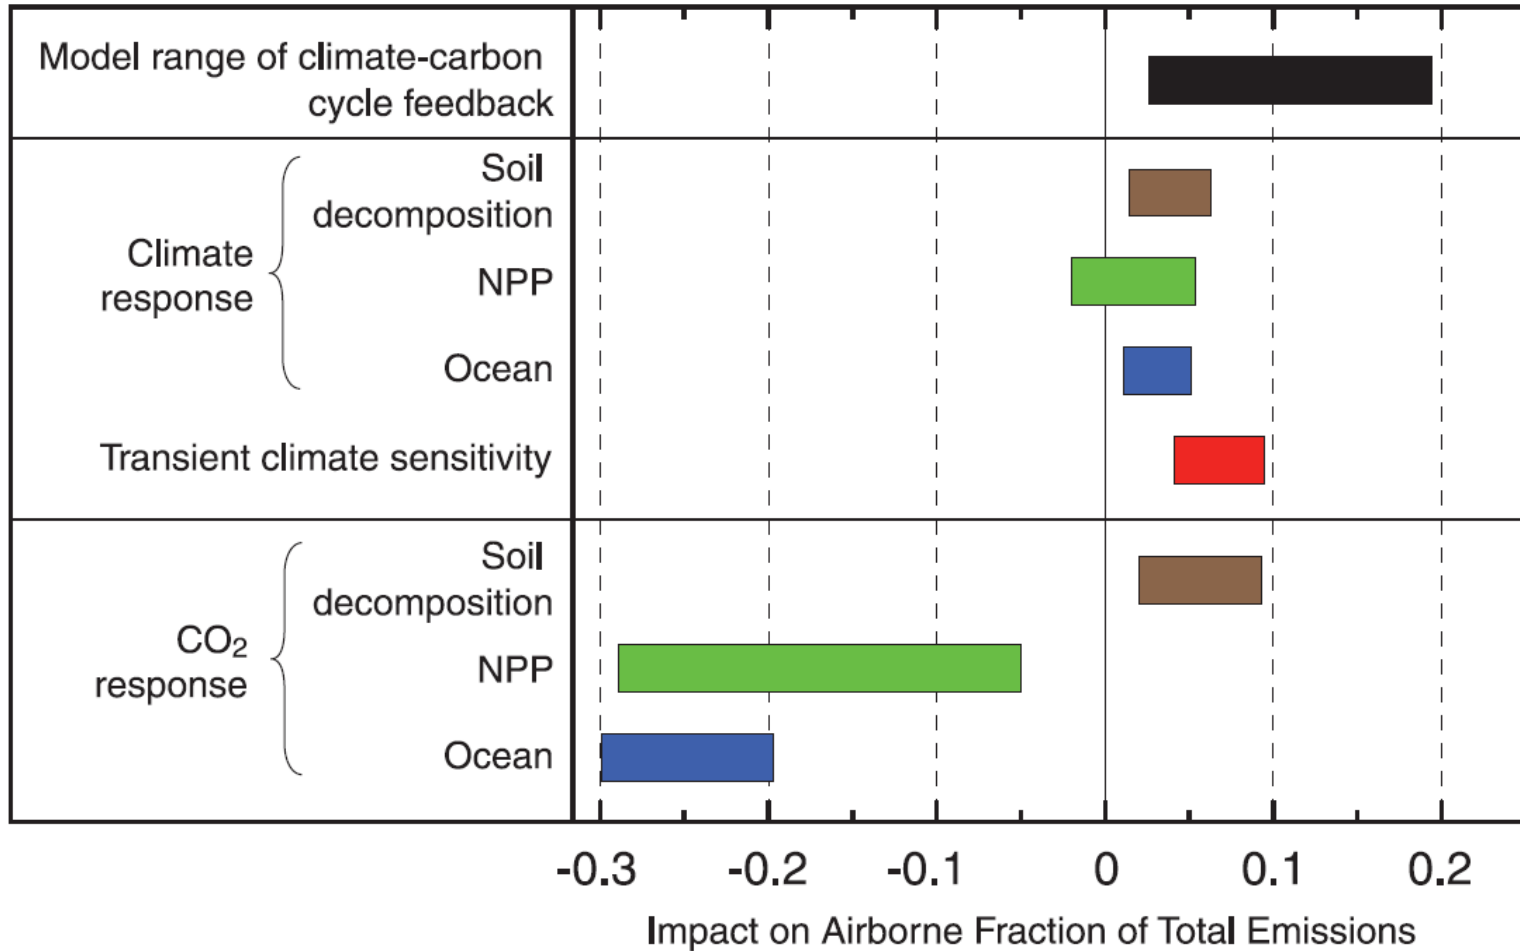 Model range of climate-carbon
cycle feedback
Climate
response
Soil
decomposition
NPP
Ocean
Transient climate sensitivity
CO₂
response
Soil
decomposition
NPP
Ocean
-0.3 -0.2 -0.1 0 0.1 0.2
Impact on Airborne Fraction of Total Emissions